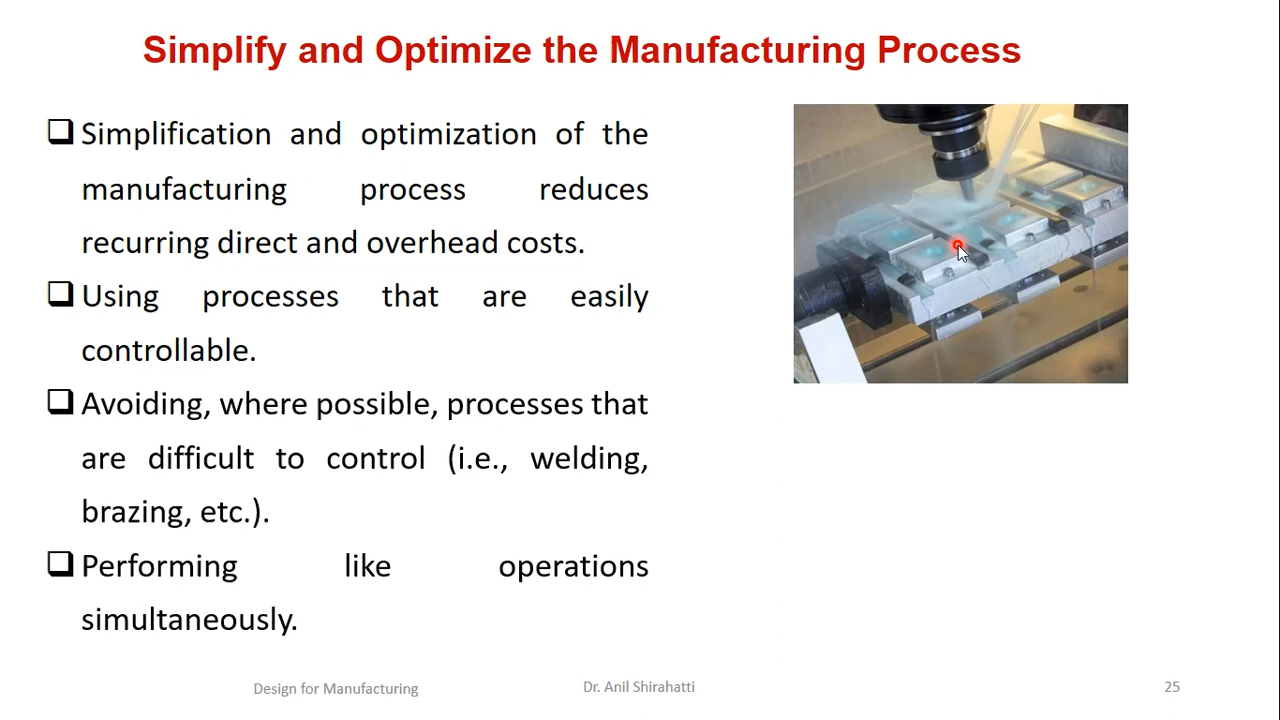 Simplify and Optimize the Manufacturing Process
Simplification and optimization of the
manufacturing process reduces
recurring direct and overhead costs.
Using processes that are easily
controllable.
Avoiding, where possible, processes that
are difficult to control (i.e., welding,
brazing, etc.).
Performing like operations
simultaneously.
Design for Manufacturing
Dr. Anil Shirahatti
25